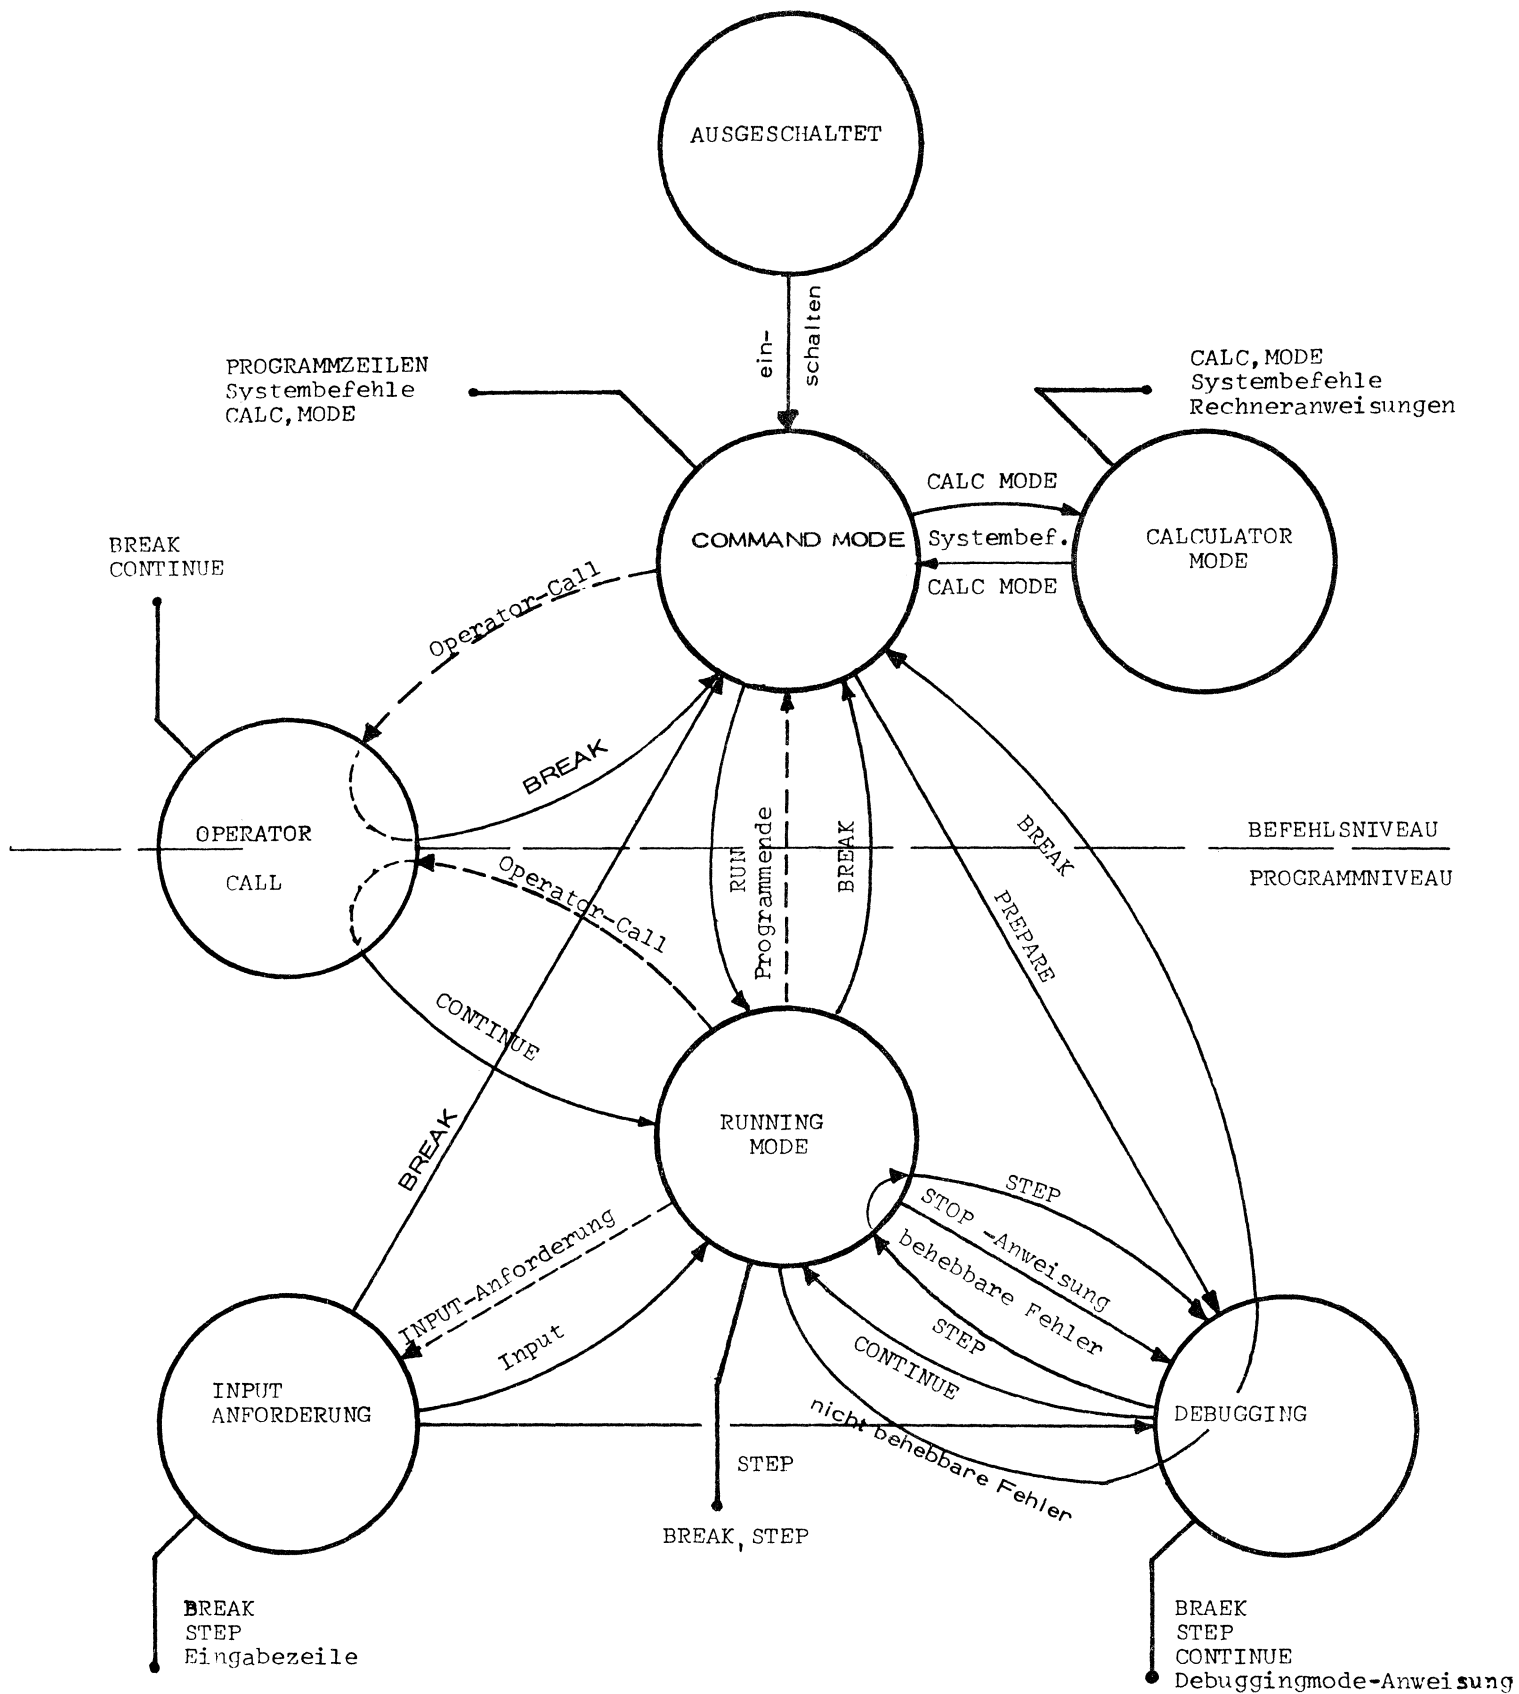 AUSGESCHALTET
ein-
schalten
PROGRAMMZEILEN
Systembefehle
CALC,MODE
CALC,MODE
Systembefehle
Rechneranweisungen
CALC MODE
COMMAND MODE
Systembef.
CALC MODE
CALCULATOR
MODE
BREAK
CONTINUE
Operator-Call
BREAK
OPERATOR
CALL
BEFEHLSNIVEAU
PROGRAMMNIVEAU
Operator-Call
RUN
Programmende
BREAK
BREAK
PREPARE
CONTINUE
BREAK
RUNNING
MODE
STEP
STOP -Anweisung
behebbare Fehler
STEP
CONTINUE
nicht behebbare Fehler
INPUT-Anforderung
Input
INPUT
ANFORDERUNG
DEBUGGING
STEP
BREAK, STEP
BREAK
STEP
Eingabezeile
BRAEK
STEP
CONTINUE
Debuggingmode-Anweisung